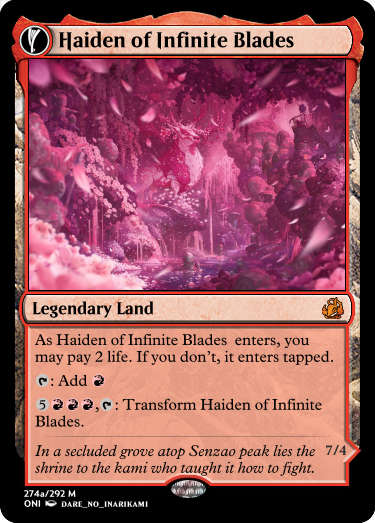 Haiden of Infinite Blades
Legendary Land
As Haiden of Infinite Blades enters, you
may pay 2 life. If you don't, it enters tapped.
: Add
5 , : Transform Haiden of Infinite
Blades.
In a secluded grove atop Senzao peak lies the 7/4
shrine to the kami who taught it how to fight.
274a/292 M
ONI DARE_NO_INARIKAMI